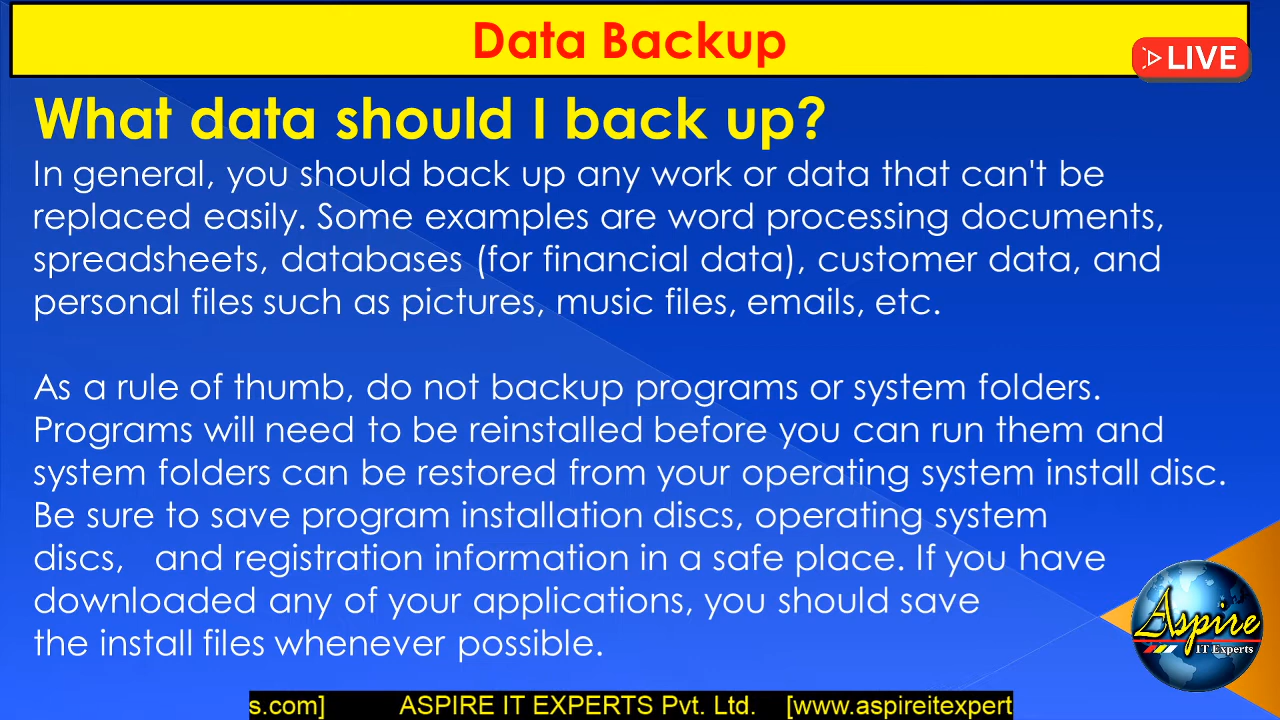 Data Backup
LIVE
What data should I back up?
In general, you should back up any work or data that can't be
replaced easily. Some examples are word processing documents,
spreadsheets, databases (for financial data), customer data, and
personal files such as pictures, music files, emails, etc.
As a rule of thumb, do not backup programs or system folders.
Programs will need to be reinstalled before you can run them and
system folders can be restored from your operating system install disc.
Be sure to save program installation discs, operating system
discs,   and registration information in a safe place. If you have
downloaded any of your applications, you should save
the install files whenever possible.
Aspire
IT Experts
s.com]          ASPIRE IT EXPERTS Pvt. Ltd.    [www.aspireitexpert